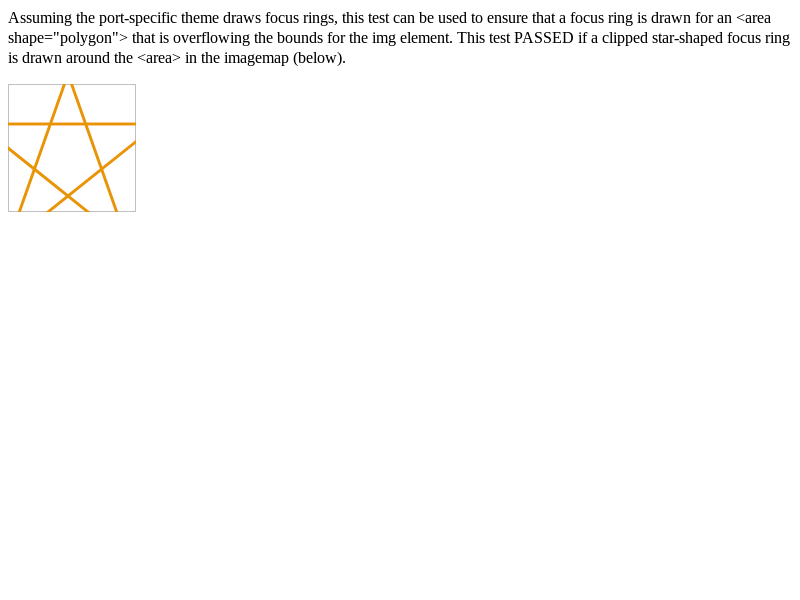 Assuming the port-specific theme draws focus rings, this test can be used to ensure that a focus ring is drawn for an <area
shape="polygon"> that is overflowing the bounds for the img element. This test PASSED if a clipped star-shaped focus ring
is drawn around the <area> in the imagemap (below).